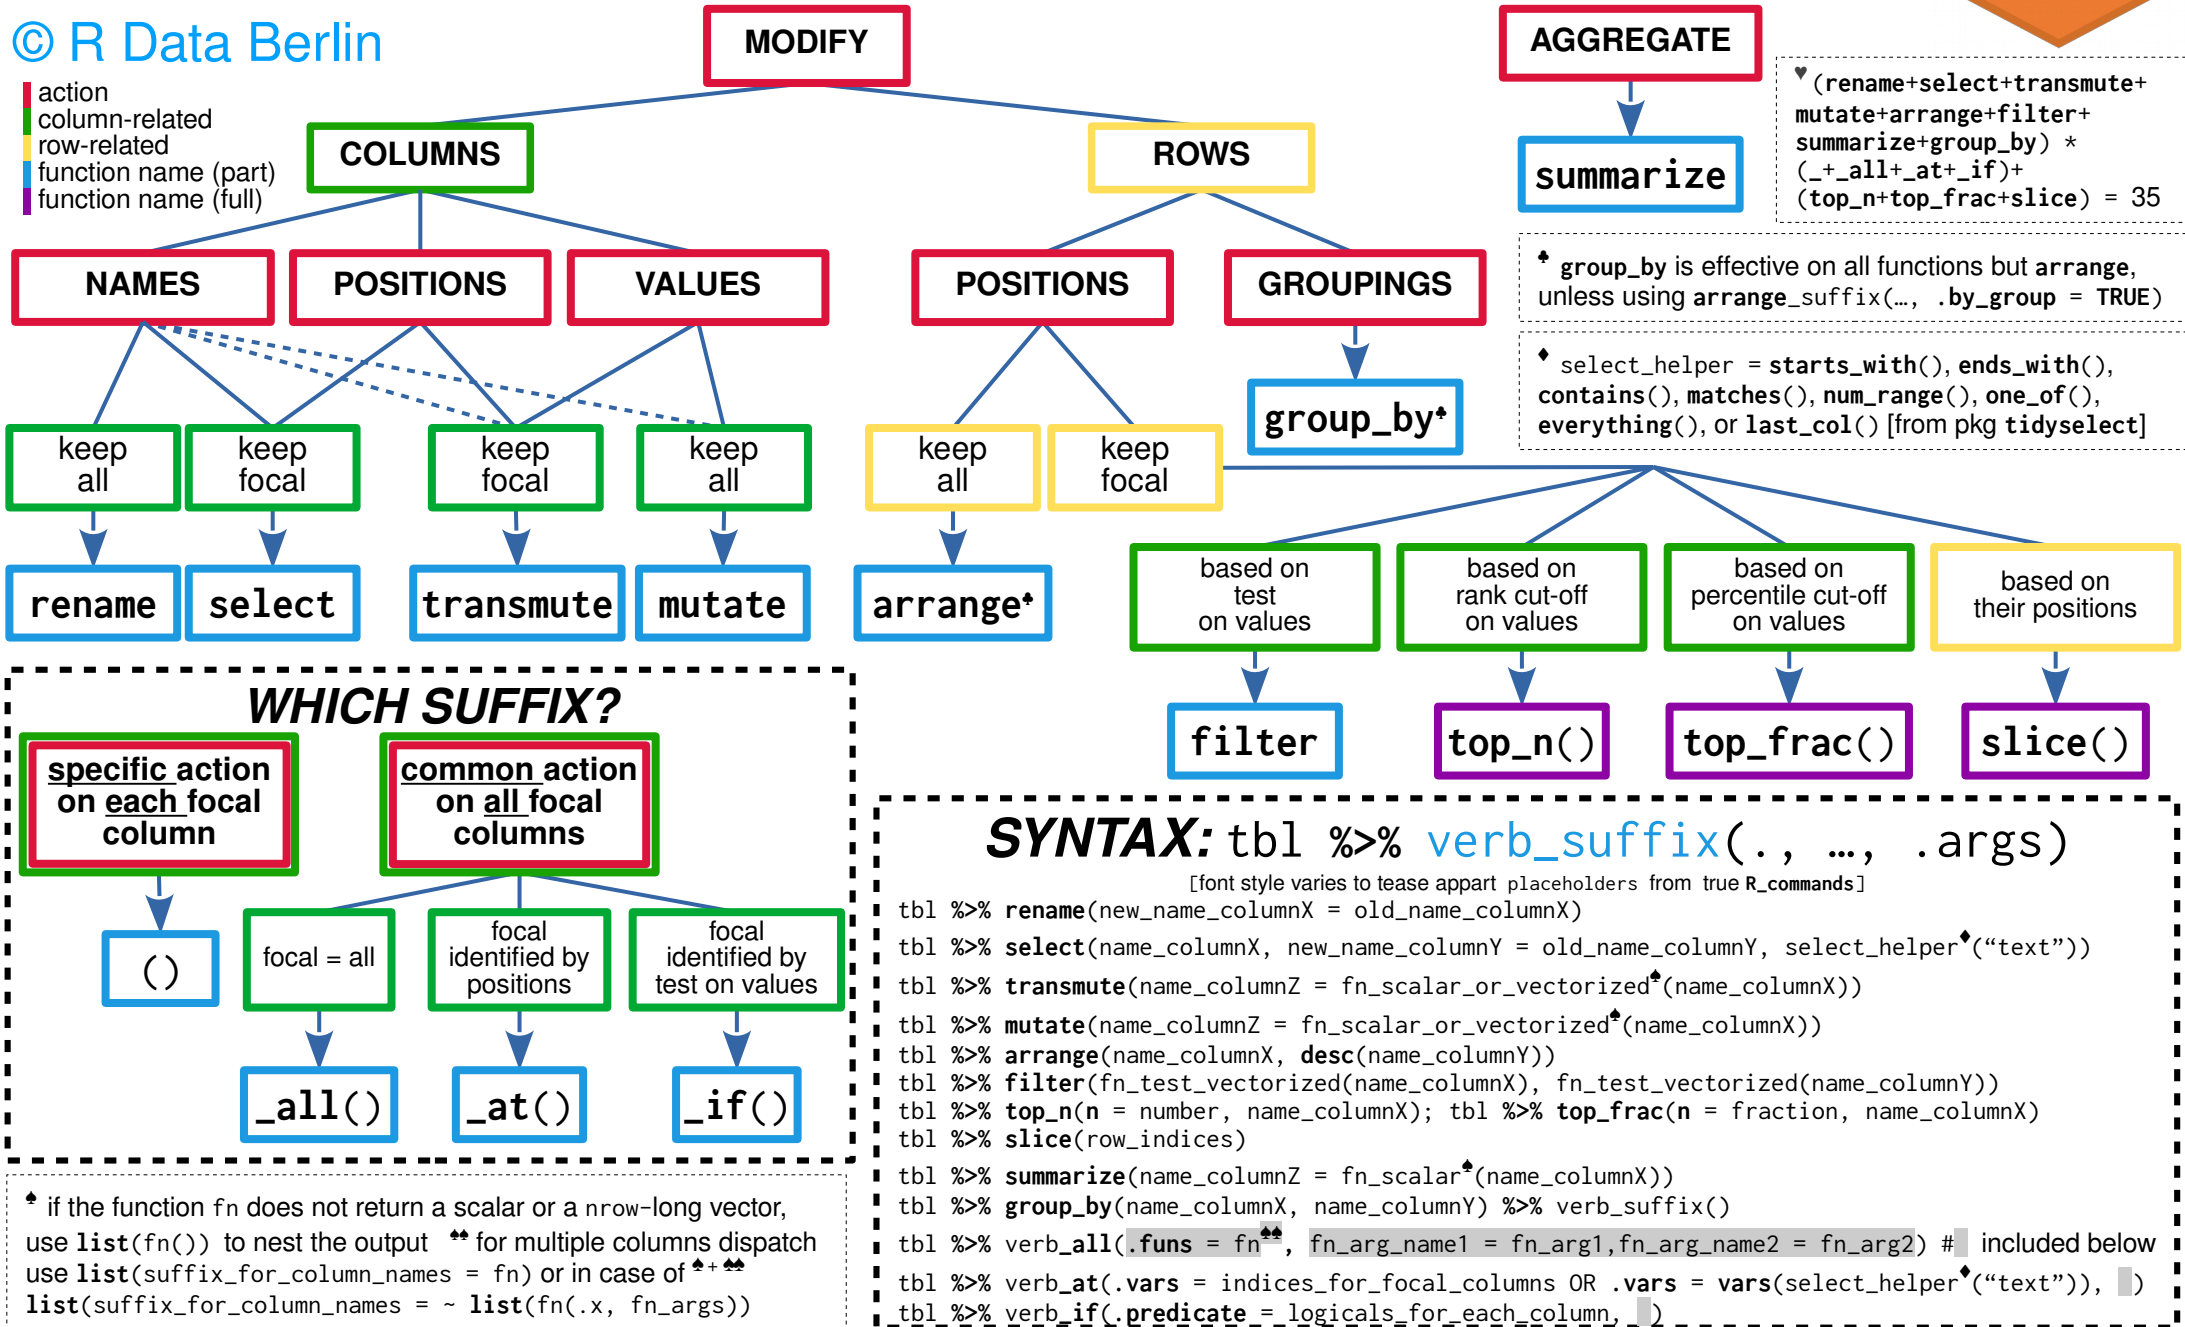 © R Data Berlin
action
column-related
row-related
function name (part)
function name (full)
MODIFY
COLUMNS
ROWS
NAMES
POSITIONS
VALUES
POSITIONS
GROUPINGS
keep
all
keep
focal
keep
focal
keep
all
keep
all
keep
focal
group_by♣
rename
select
transmute
mutate
arrange♣
based on
test
on values
based on
rank cut-off
on values
based on
percentile cut-off
on values
based on
their positions
filter
top_n()
top_frac()
slice()
AGGREGATE
summarize
♥ (rename+select+transmute+
mutate+arrange+filter+
summarize+group_by) *
(_+_all+_at+_if)+
(top_n+top_frac+slice) = 35
♣ group_by is effective on all functions but arrange,
unless using arrange_suffix(…, .by_group = TRUE)
♦ select_helper = starts_with(), ends_with(),
contains(), matches(), num_range(), one_of(),
everything(), or last_col() [from pkg tidyselect]
WHICH SUFFIX?
specific action
on each focal
column
common action
on all focal
columns
()
focal = all
focal
identified by
positions
focal
identified by
test on values
_all()
_at()
_if()
♠ if the function fn does not return a scalar or a nrow-long vector,
use list(fn()) to nest the output ♠♠ for multiple columns dispatch
use list(suffix_for_column_names = fn) or in case of ♠+♠♠
list(suffix_for_column_names = ~ list(fn(.x, fn_args))
SYNTAX: tbl %>% verb_suffix(., …, .args)
[font style varies to tease appart placeholders from true R_commands]
tbl %>% rename(new_name_columnX = old_name_columnX)
tbl %>% select(name_columnX, new_name_columnY = old_name_columnY, select_helper♦(“text”))
tbl %>% transmute(name_columnZ = fn_scalar_or_vectorized♠(name_columnX))
tbl %>% mutate(name_columnZ = fn_scalar_or_vectorized♠(name_columnX))
tbl %>% arrange(name_columnX, desc(name_columnY))
tbl %>% filter(fn_test_vectorized(name_columnX), fn_test_vectorized(name_columnY))
tbl %>% top_n(n = number, name_columnX); tbl %>% top_frac(n = fraction, name_columnX)
tbl %>% slice(row_indices)
tbl %>% summarize(name_columnZ = fn_scalar♠(name_columnX))
tbl %>% group_by(name_columnX, name_columnY) %>% verb_suffix()
tbl %>% verb_all(.funs = fn♠♠, fn_arg_name1 = fn_arg1,fn_arg_name2 = fn_arg2) # included below
tbl %>% verb_at(.vars = indices_for_focal_columns OR .vars = vars(select_helper♦(“text”)), )
tbl %>% verb_if(.predicate = logicals_for_each_column, )